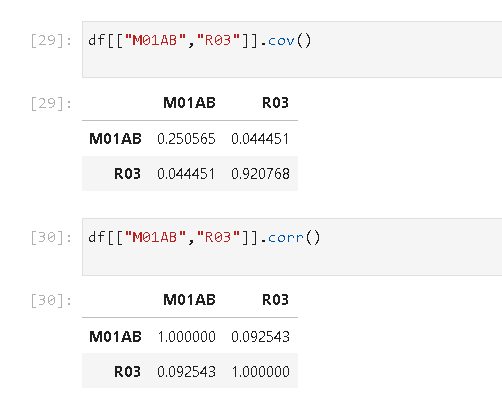 [29]: df[["M01AB","R03"]].cov()
[29]: M01AB R03
M01AB 0.250565 0.044451
R03 0.044451 0.920768
[30]: df[["M01AB","R03"]].corr()
[30]: M01AB R03
M01AB 1.000000 0.092543
R03 0.092543 1.000000